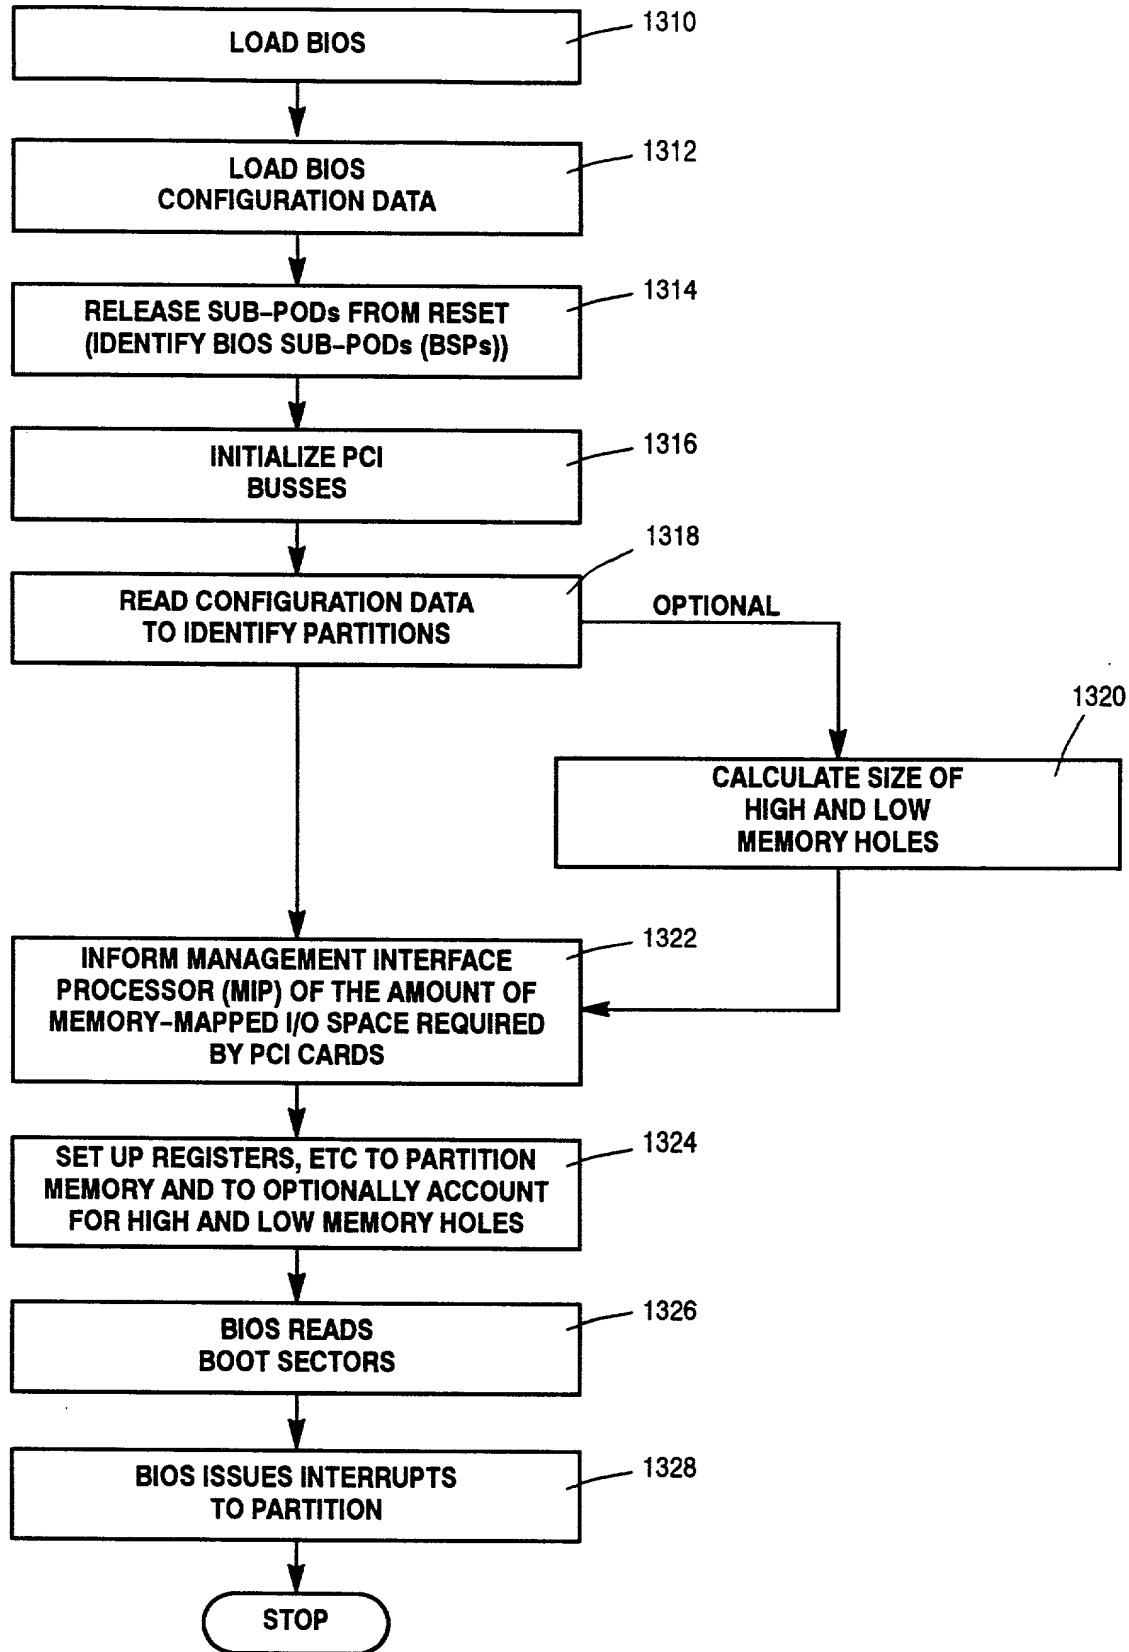 LOAD BIOS
1310
LOAD BIOS
CONFIGURATION DATA
1312
RELEASE SUB-PODs FROM RESET
(IDENTIFY BIOS SUB-PODs (BSPs))
1314
INITIALIZE PCI
BUSSES
1316
READ CONFIGURATION DATA
TO IDENTIFY PARTITIONS
1318
OPTIONAL
CALCULATE SIZE OF
HIGH AND LOW
MEMORY HOLES
1320
INFORM MANAGEMENT INTERFACE
PROCESSOR (MIP) OF THE AMOUNT OF
MEMORY-MAPPED I/O SPACE REQUIRED
BY PCI CARDS
1322
SET UP REGISTERS, ETC TO PARTITION
MEMORY AND TO OPTIONALLY ACCOUNT
FOR HIGH AND LOW MEMORY HOLES
1324
BIOS READS
BOOT SECTORS
1326
BIOS ISSUES INTERRUPTS
TO PARTITION
1328
STOP